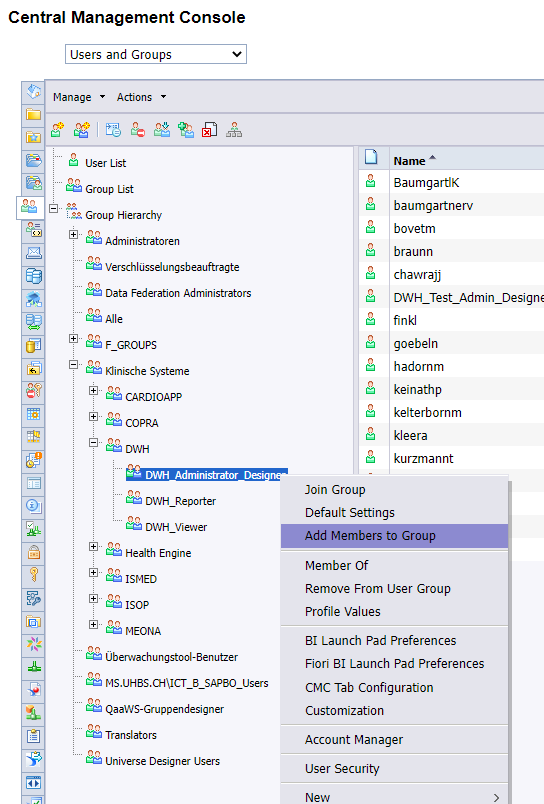 Central Management Console
Users and Groups
Manage Actions
User List
Group List
Group Hierarchy
Administratoren
Verschlüsselungsbeauftragte
Data Federation Administrators
Alle
F_GROUPS
Klinische Systeme
CARDIOAPP
COPRA
DWH
DWH_Administrator_Designer
DWH_Reporter
DWH_Viewer
Health Engine
ISMED
ISOP
MEONA
Überwachungstool-Benutzer
MS.UHBS.CH\ICT_B_SAPBO_Users
QaaWS-Gruppendesigner
Translators
Universe Designer Users
Name
BaumgartlK
baumgartnerv
bovetm
braunn
chawrajj
DWH_Test_Admin_Designe
finkl
goebeln
hadornm
keinathp
kelterbornm
kleera
kurzmannt
Join Group
Default Settings
Add Members to Group
Member Of
Remove From User Group
Profile Values
BI Launch Pad Preferences
Fiori BI Launch Pad Preferences
CMC Tab Configuration
Customization
Account Manager
User Security
New